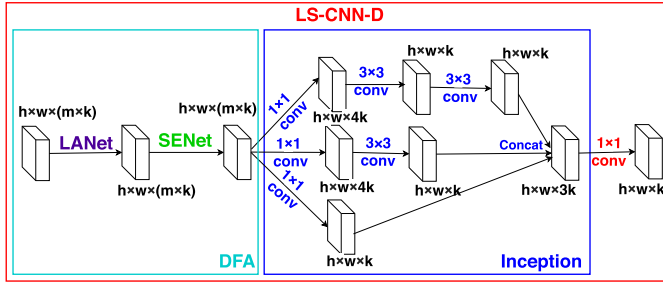 LS-CNN-D
h×w×(m×k)
LANet
h×w×(m×k)
SENet
h×w×(m×k)
DFA
1×1
conv
h×w×4k
3×3
conv
h×w×k
3×3
conv
h×w×k
1×1
conv
h×w×4k
3×3
conv
h×w×k
1×1
conv
h×w×k
Concat
h×w×3k
Inception
1×1
conv
h×w×k